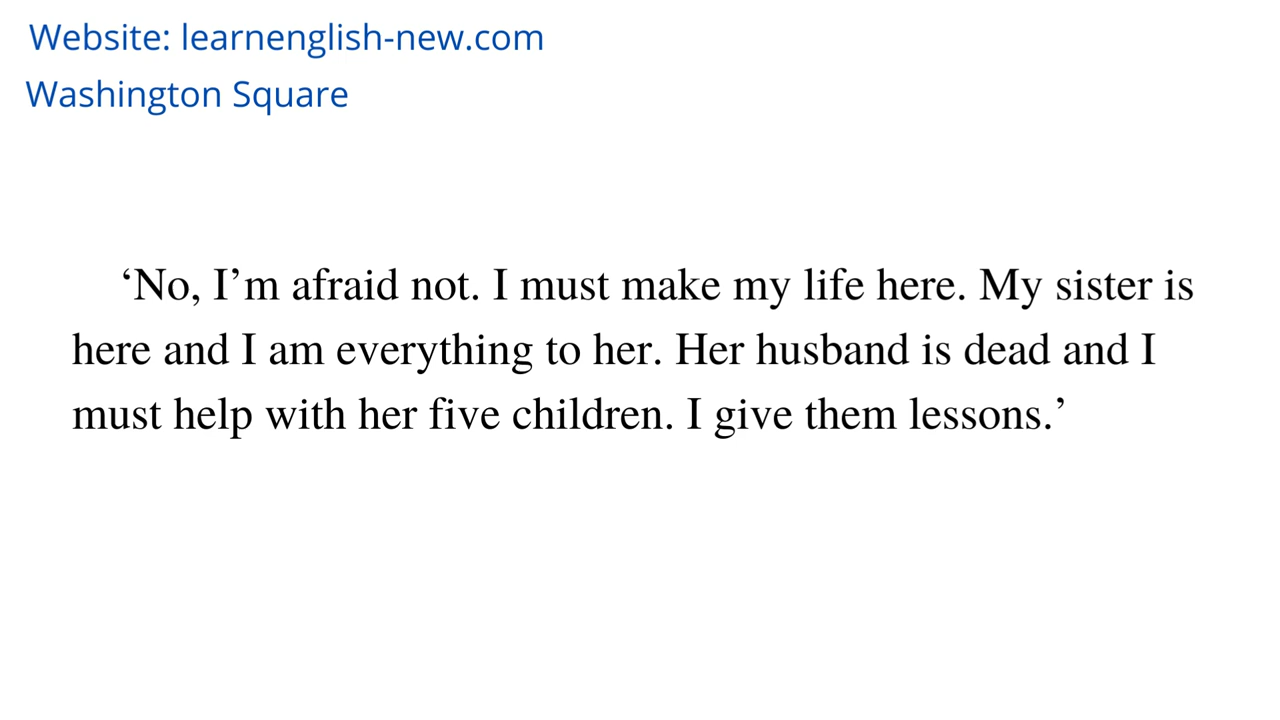 Website: learnenglish-new.com
Washington Square
‘No, I’m afraid not. I must make my life here. My sister is
here and I am everything to her. Her husband is dead and I
must help with her five children. I give them lessons.’